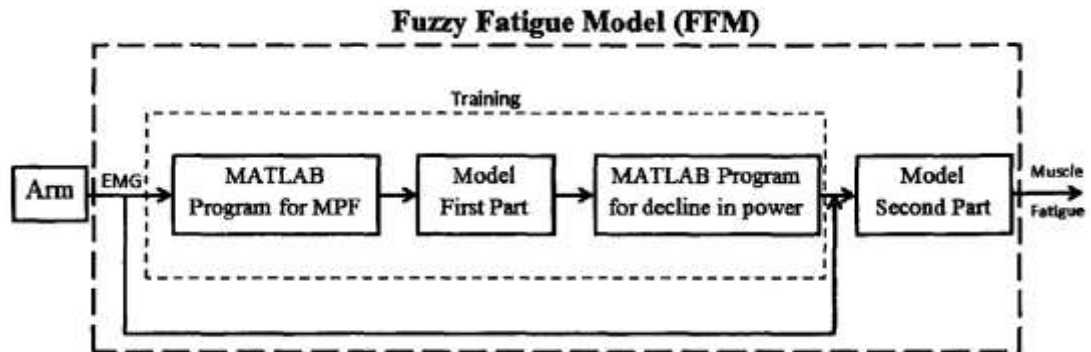 Fuzzy Fatigue Model (FFM)
Training
Arm
EMG
MATLAB
Program for MPF
Model
First Part
MATLAB Program
for decline in power
Model
Second Part
Muscle
Fatigue